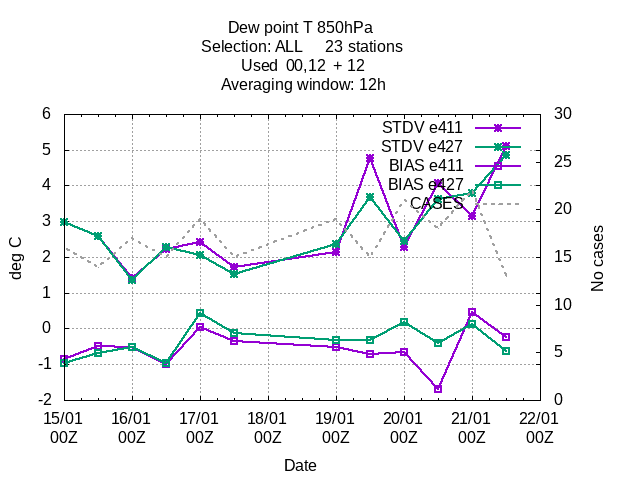 Dew point T 850hPa
Selection: ALL 23 stations
Used 00,12 + 12
Averaging window: 12h
6 30
STDV e411
STDV e427
5 25
BIAS e411
BIAS e427
4
CASES 20
3
2 15
1
10
0
-1 5
-2 0
deg C
No cases
15/01 16/01 17/01 18/01 19/01 20/01 21/01 22/01
00Z 00Z 00Z 00Z 00Z 00Z 00Z 00Z
Date